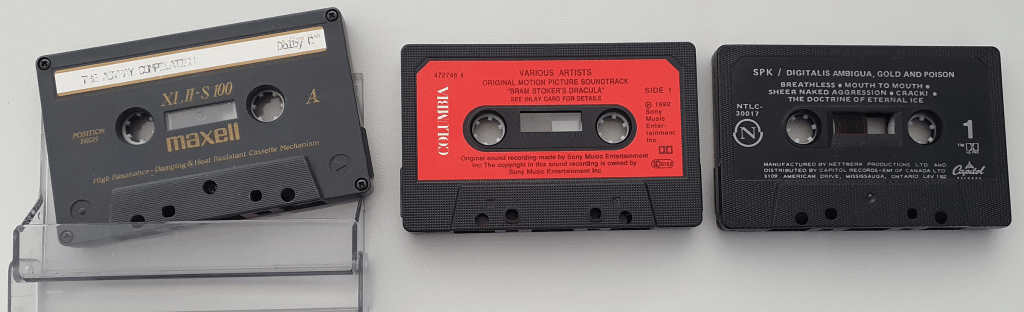 THE ASTRAY COMPILATION
Dolby C
XLII-S 100
A
POSITION
HIGH
maxell
High Resonance-Damping & Heat Resistant Cassette Mechanism
472746 4
VARIOUS ARTISTS
ORIGINAL MOTION PICTURE SOUNDTRACK
"BRAM STOKER'S DRACULA"
SEE INLAY CARD FOR DETAILS
SIDE 1
COLUMBIA
℗ 1992
Sony
Music
Enter-
tainment
Inc
Original sound recording made by Sony Music Entertainment
Inc. The copyright in this sound recording is owned by
Sony Music Entertainment Inc.
SPK / DIGITALIS AMBIGUA, GOLD AND POISON
BREATHLESS • MOUTH TO MOUTH •
SHEER NAKED AGGRESSION • CRACK! •
THE DOCTRINE OF ETERNAL ICE
NTLC-
30017
N
1
TM
MANUFACTURED BY NETTWERK PRODUCTIONS LTD. AND
DISTRIBUTED BY CAPITOL RECORDS-EMI OF CANADA LTD
3109 AMERICAN DRIVE, MISSISSAUGA, ONTARIO L4V 1B2
Capitol
RECORDS